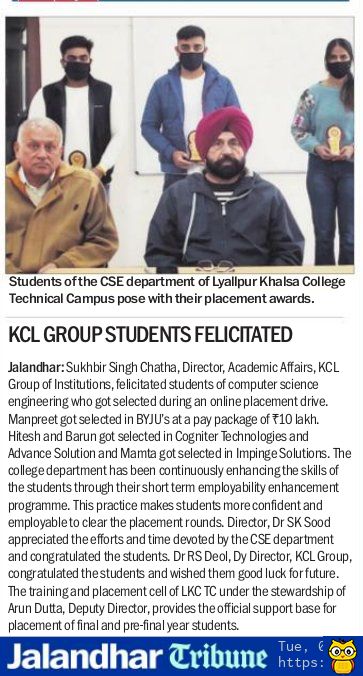 Students of the CSE department of Lyallpur Khalsa College
Technical Campus pose with their placement awards.
KCL GROUP STUDENTS FELICITATED
Jalandhar: Sukhbir Singh Chatha, Director, Academic Affairs, KCL
Group of Institutions, felicitated students of computer science
engineering who got selected during an online placement drive.
Manpreet got selected in BYJU's at a pay package of ₹10 lakh.
Hitesh and Barun got selected in Cogniter Technologies and
Advance Solution and Mamta got selected in Impinge Solutions. The
college department has been continuously enhancing the skills of
the students through their short term employability enhancement
programme. This practice makes students more confident and
employable to clear the placement rounds. Director, Dr SK Sood
appreciated the efforts and time devoted by the CSE department
and congratulated the students. Dr RS Deol, Dy Director, KCL Group,
congratulated the students and wished them good luck for future.
The training and placement cell of LKC TC under the stewardship of
Arun Dutta, Deputy Director, provides the official support base for
placement of final and pre-final year students.
Jalandhar Tribune
Tue, 
https: